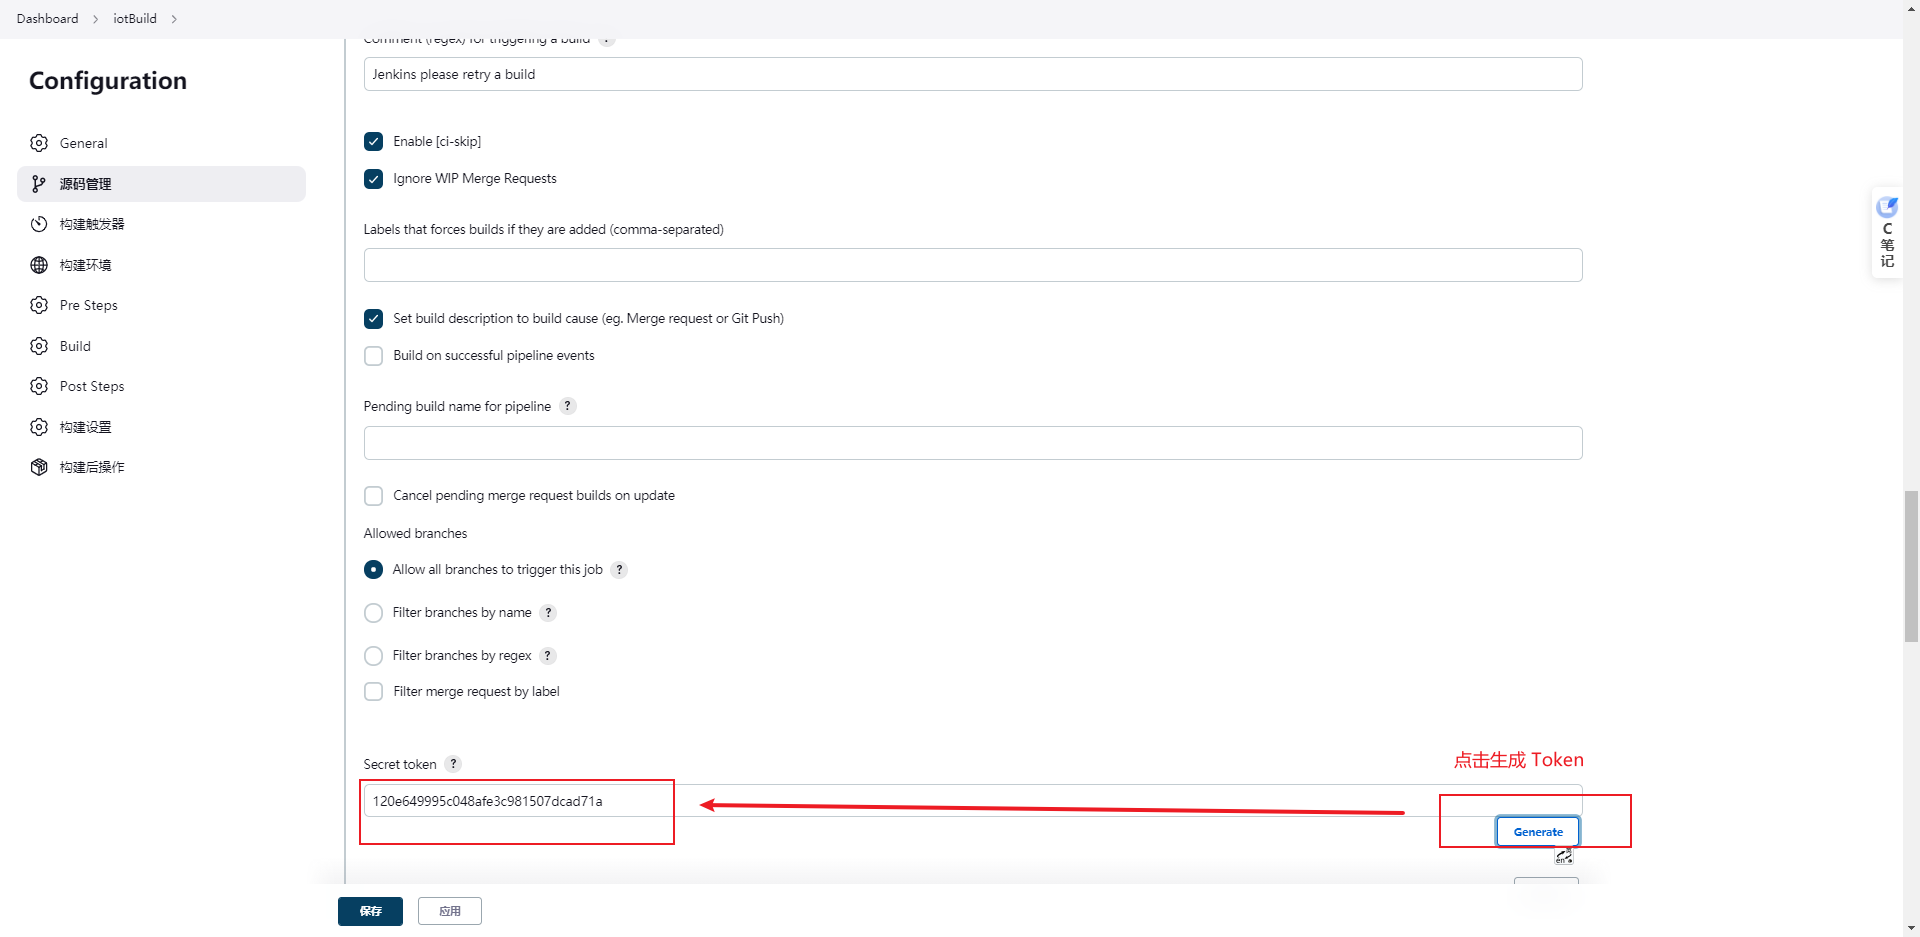 Dashboard > iotBuild >
Configuration
General
源码管理
构建触发器
构建环境
Pre Steps
Build
Post Steps
构建设置
构建后操作
Comment (regex) for triggering a build ?
Jenkins please retry a build
Enable [ci-skip]
Ignore WIP Merge Requests
Labels that forces builds if they are added (comma-separated)
Set build description to build cause (eg. Merge request or Git Push)
Build on successful pipeline events
Pending build name for pipeline ?
Cancel pending merge request builds on update
Allowed branches
Allow all branches to trigger this job ?
Filter branches by name ?
Filter branches by regex ?
Filter merge request by label
Secret token ?
点击生成 Token
120e649995c048afe3c981507dcad71a
Generate
保存
应用
C
笔
记